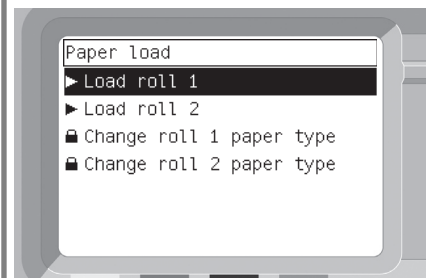 Paper load
Load roll 1
Load roll 2
Change roll 1 paper type
Change roll 2 paper type